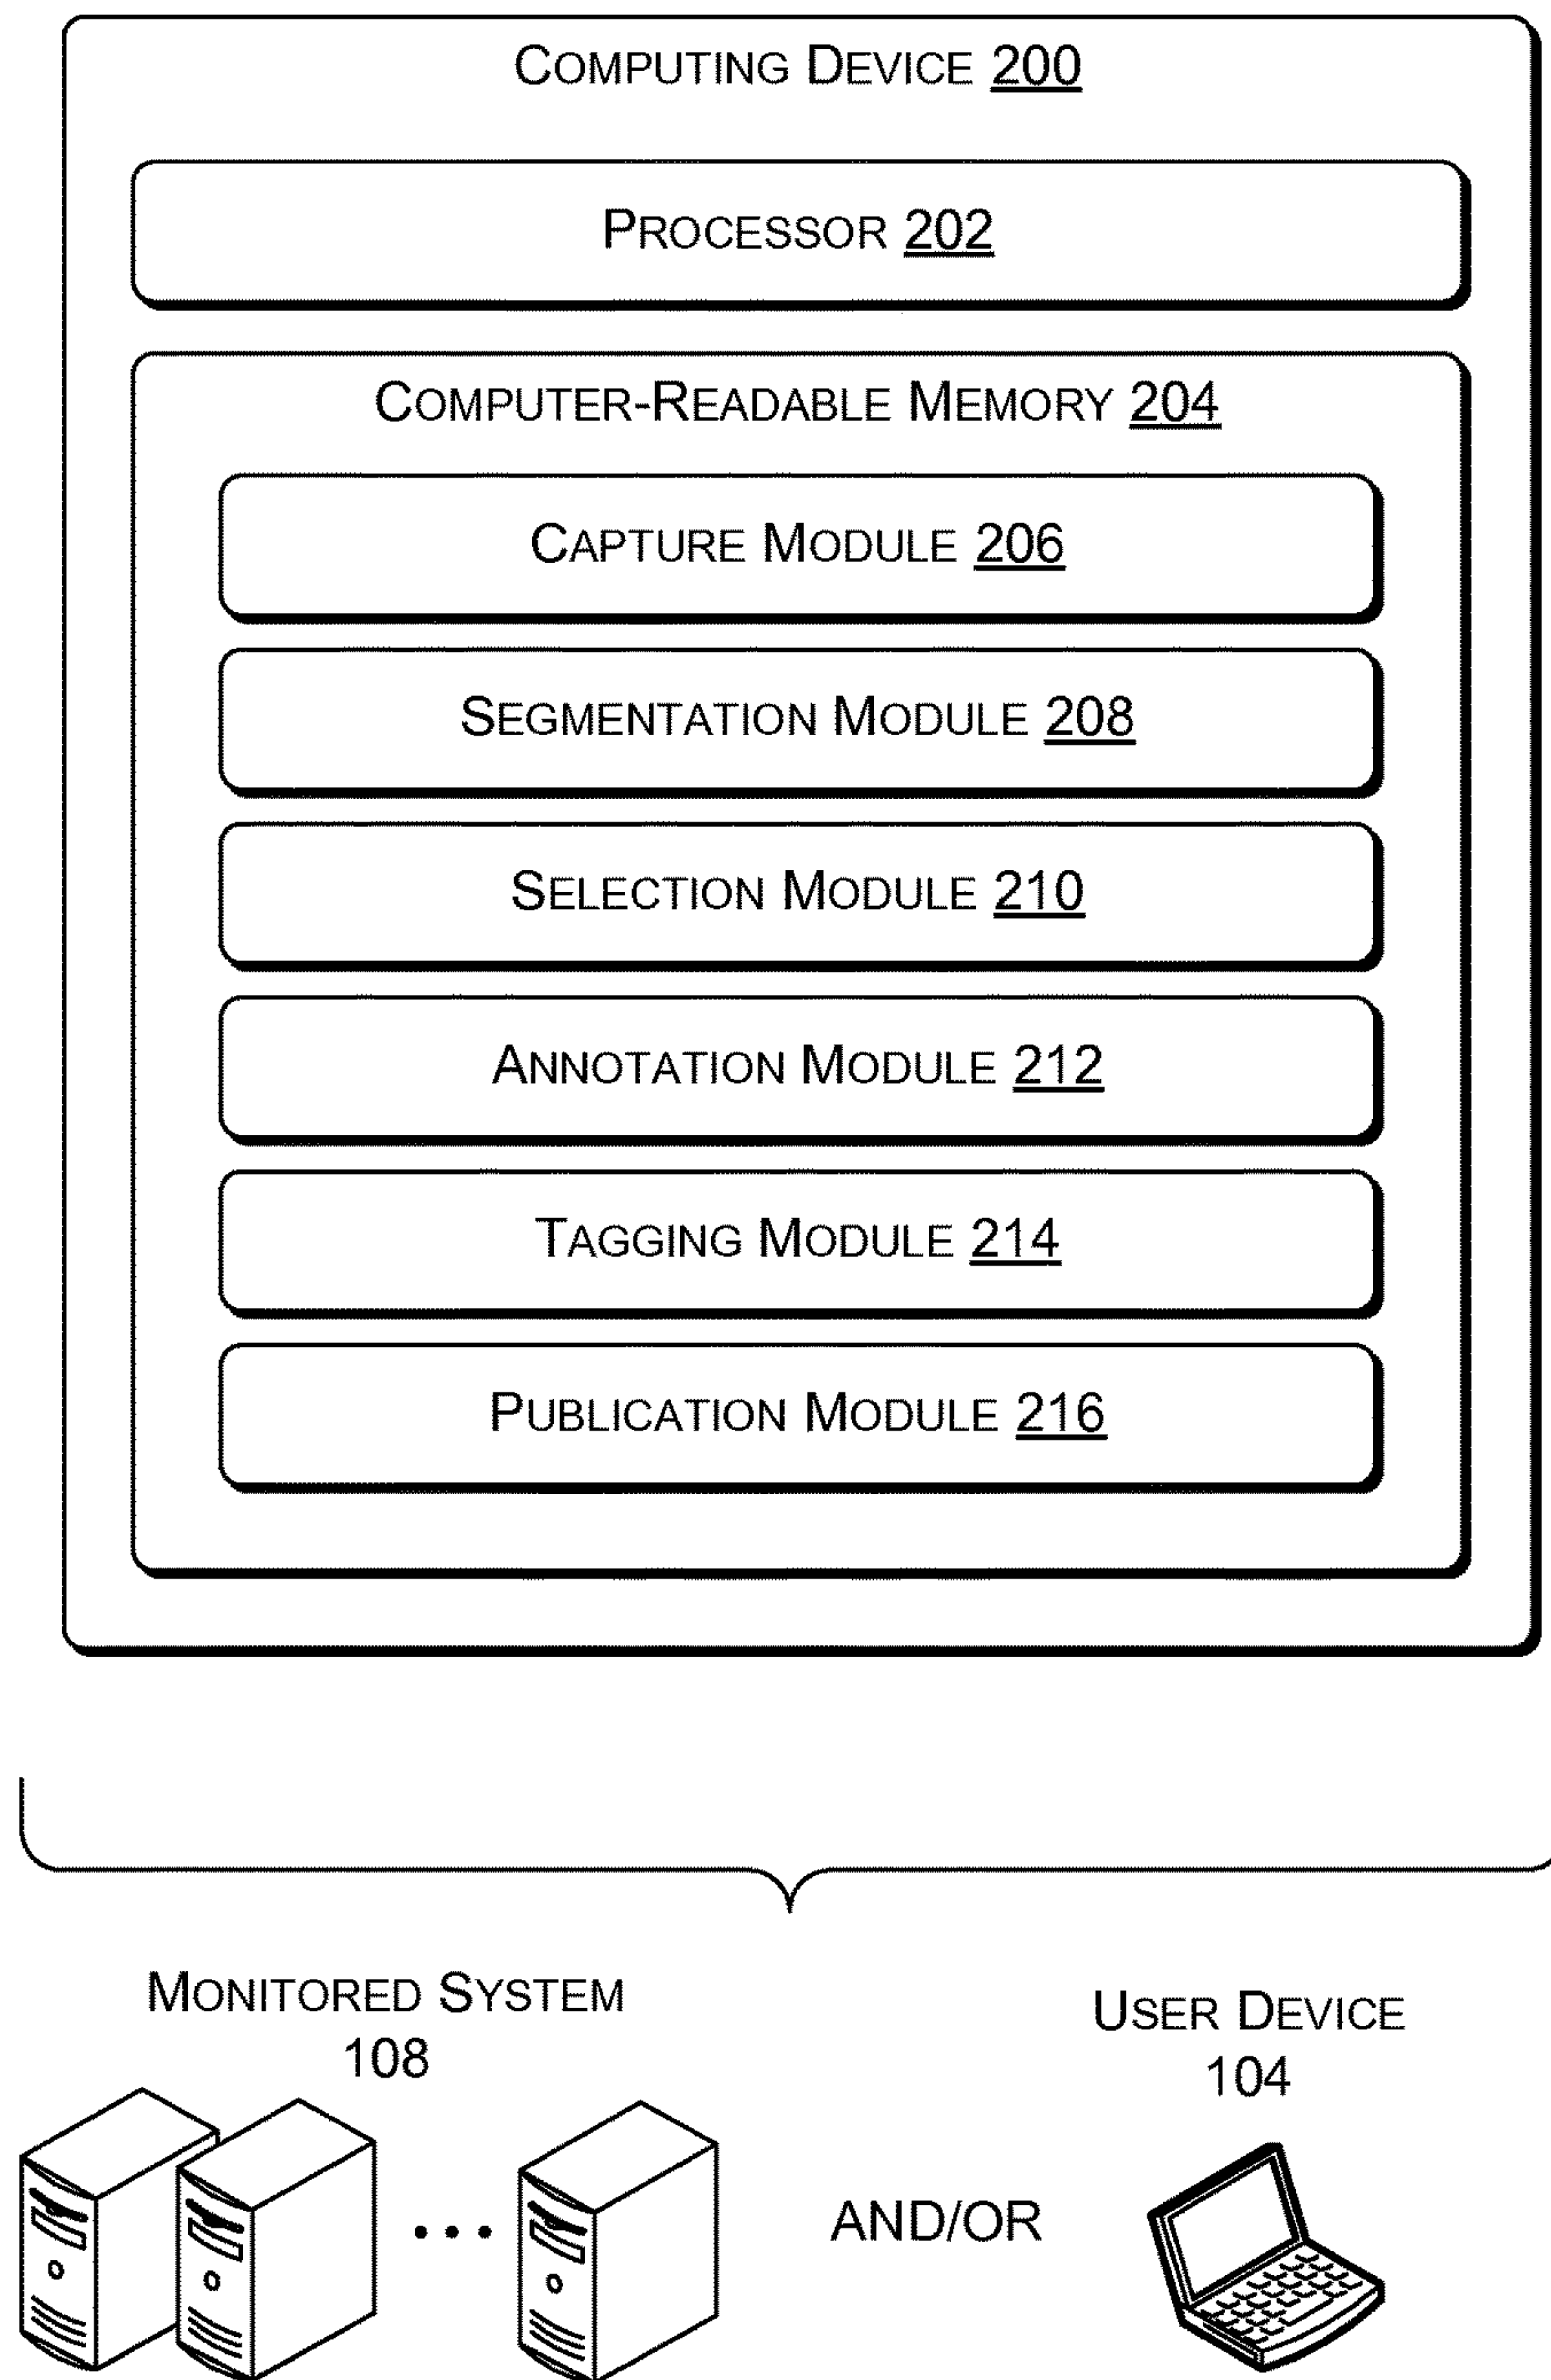 COMPUTING DEVICE 200
PROCESSOR 202
COMPUTER-READABLE MEMORY 204
CAPTURE MODULE 206
SEGMENTATION MODULE 208
SELECTION MODULE 210
ANNOTATION MODULE 212
TAGGING MODULE 214
PUBLICATION MODULE 216
MONITORED SYSTEM
108
USER DEVICE
104
AND/OR